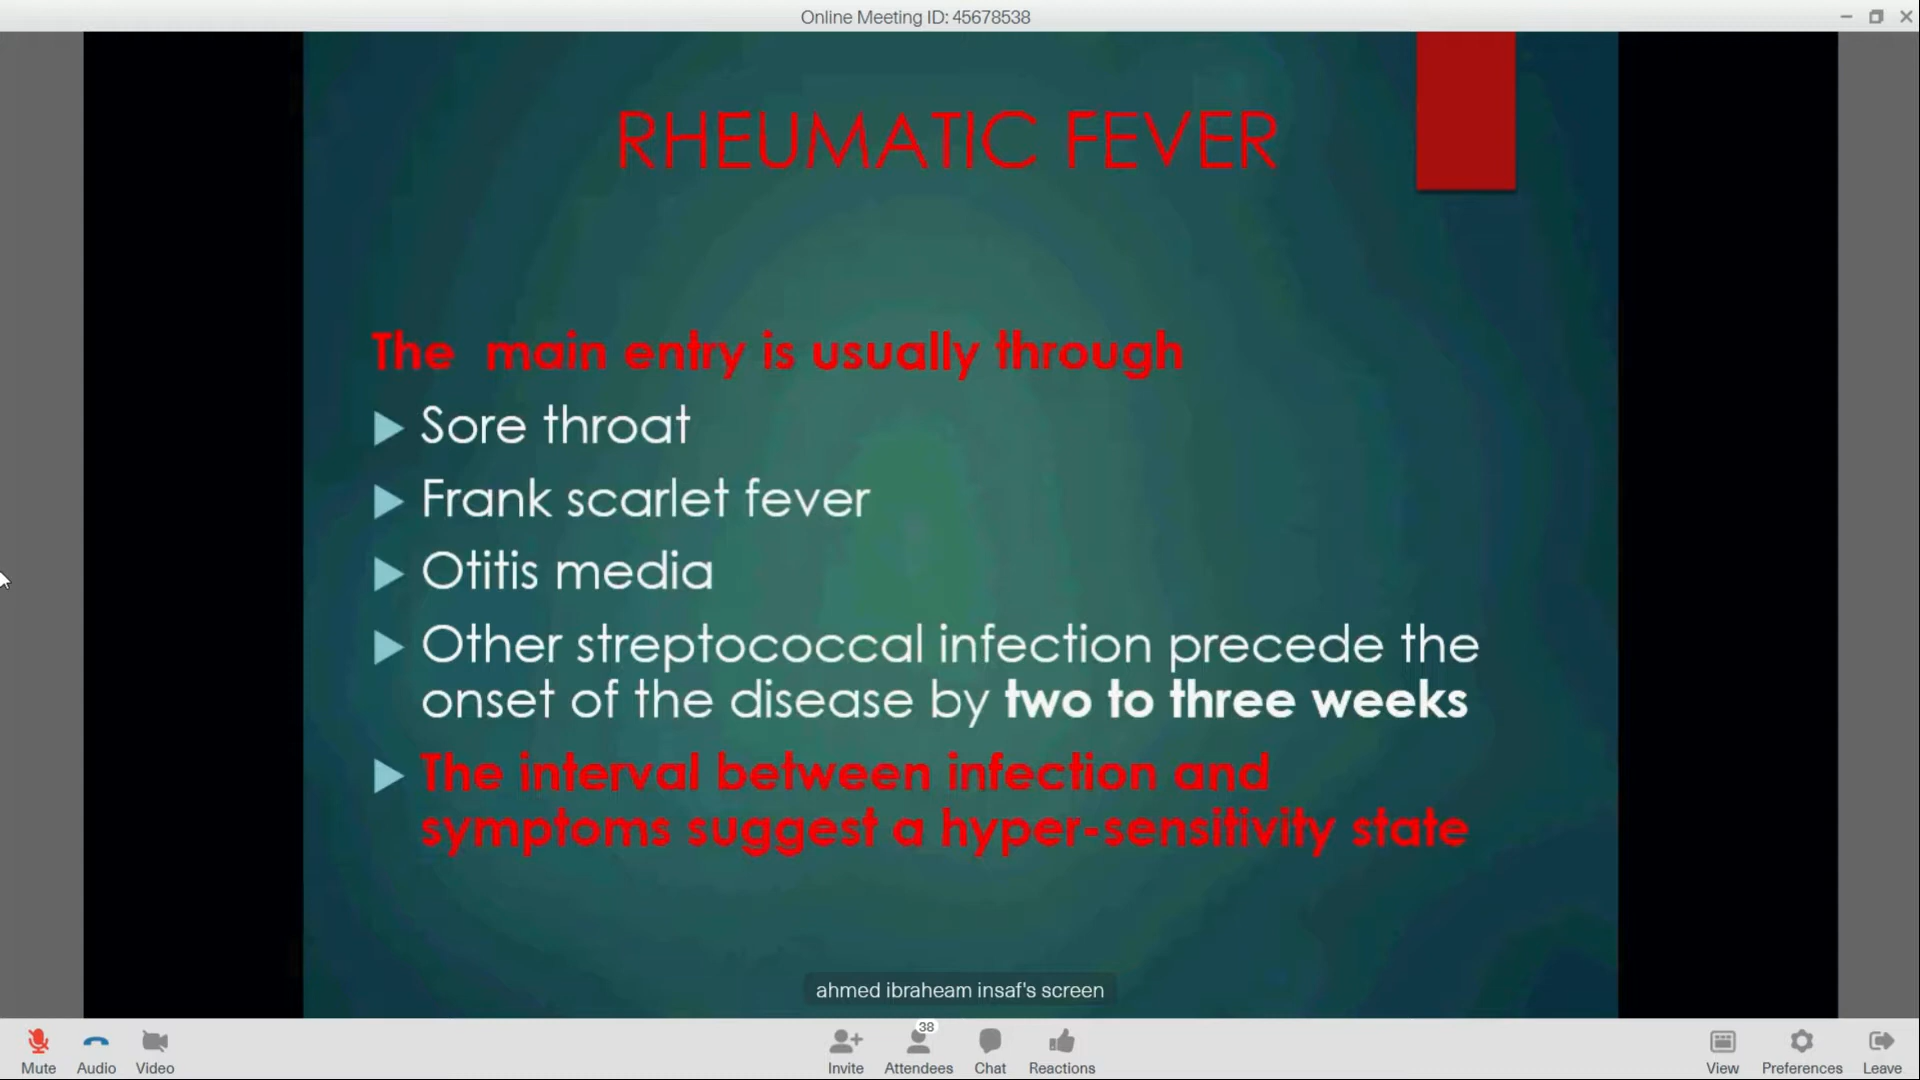 Online Meeting ID: 45678538
RHEUMATIC FEVER
The main entry is usually through
Sore throat
Frank scarlet fever
Otitis media
Other streptococcal infection precede the
onset of the disease by two to three weeks
The interval between infection and
symptoms suggest a hyper-sensitivity state
ahmed ibraheam insaf's screen
38
Mute Audio Video Invite Attendees Chat Reactions View Preferences Leave